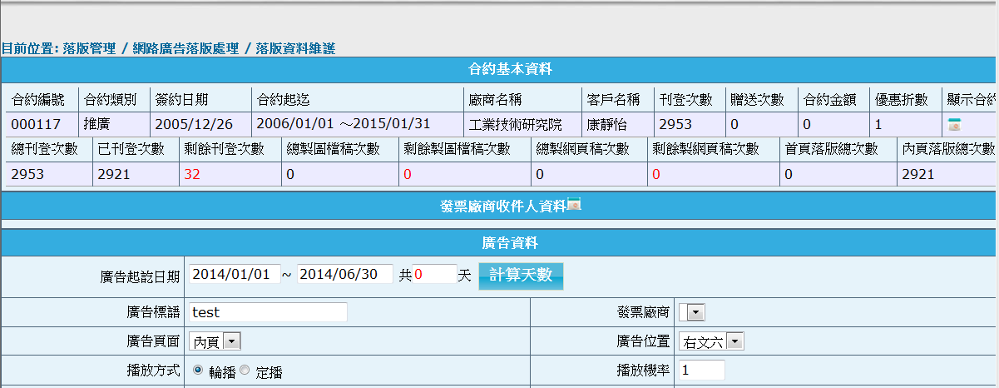 目前位置: 落版管理 / 網路廣告落版處理 / 落版資料維護
合約基本資料
合約編號 合約類別 簽約日期 合約起迄 廠商名稱 客戶名稱 刊登次數 贈送次數 合約金額 優惠折數 顯示合約
000117 推廣 2005/12/26 2006/01/01 ~2015/01/31 工業技術研究院 康靜怡 2953 0 0 1
總刊登次數 已刊登次數 剩餘刊登次數 總製圖檔稿次數 剩餘製圖檔稿次數 總製網頁稿次數 剩餘製網頁稿次數 首頁落版總次數 內頁落版總次數
2953 2921 32 0 0 0 0 0 2921
發票廠商收件人資料
廣告資料
廣告起訖日期 2014/01/01 ~ 2014/06/30 共 0 天 計算天數
廣告標語 test 發票廠商
廣告頁面 內頁 廣告位置 右文六
播放方式 輪播 定播 播放機率 1